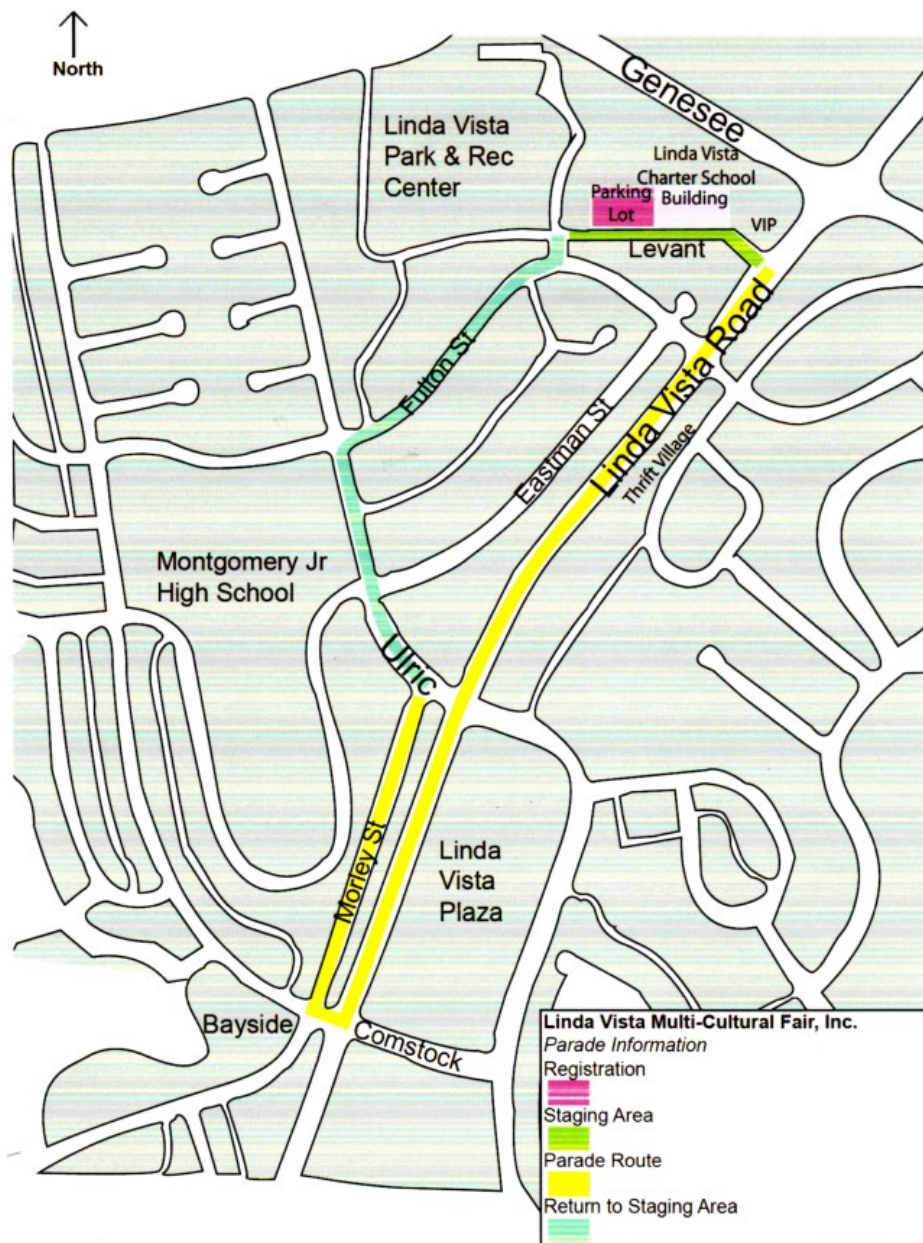 North
Genesee
Linda Vista
Park & Rec
Center
Linda Vista
Charter School
Building
Parking
Lot
VIP
Levant
Linda Vista Road
Fulton St
Eastman St
Thrift Village
Montgomery Jr
High School
Ulric
Morley St
Linda
Vista
Plaza
Bayside
Comstock
Linda Vista Multi-Cultural Fair, Inc.
Parade Information
Registration
Staging Area
Parade Route
Return to Staging Area